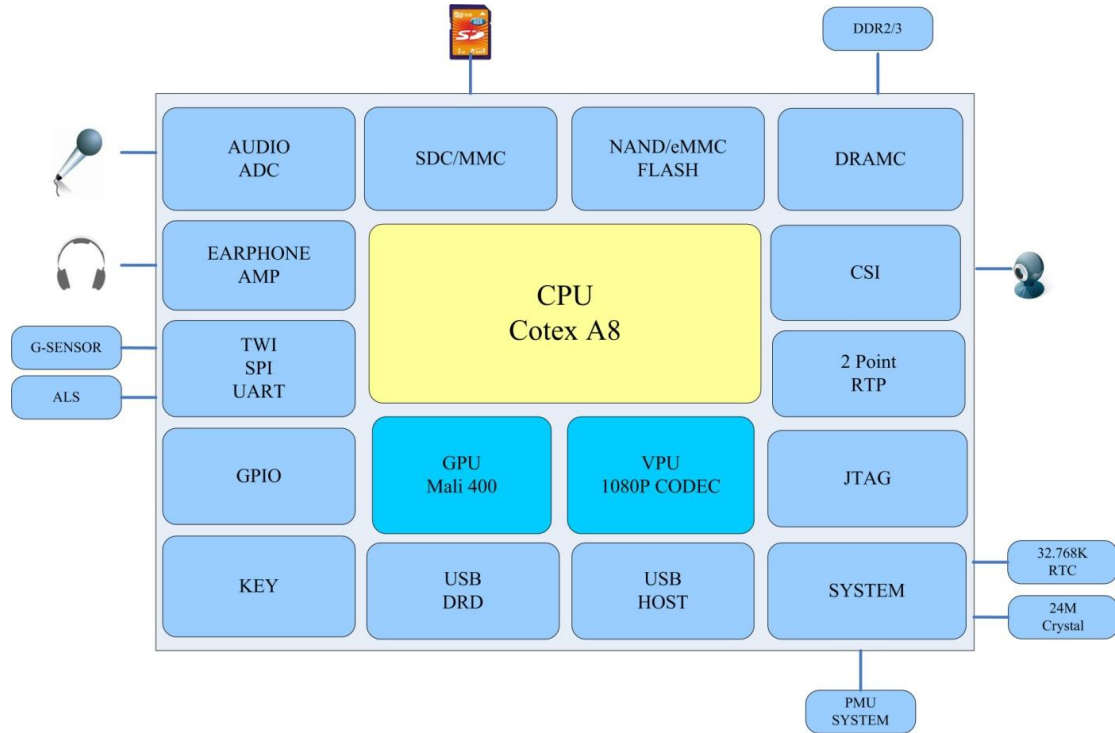 DDR2/3
AUDIO
ADC
SDC/MMC
NAND/eMMC
FLASH
DRAMC
EARPHONE
AMP
CPU
Cotex A8
CSI
G-SENSOR
ALS
TWI
SPI
UART
2 Point
RTP
GPIO
GPU
Mali 400
VPU
1080P CODEC
JTAG
KEY
USB
DRD
USB
HOST
SYSTEM
32.768K
RTC
24M
Crystal
PMU
SYSTEM